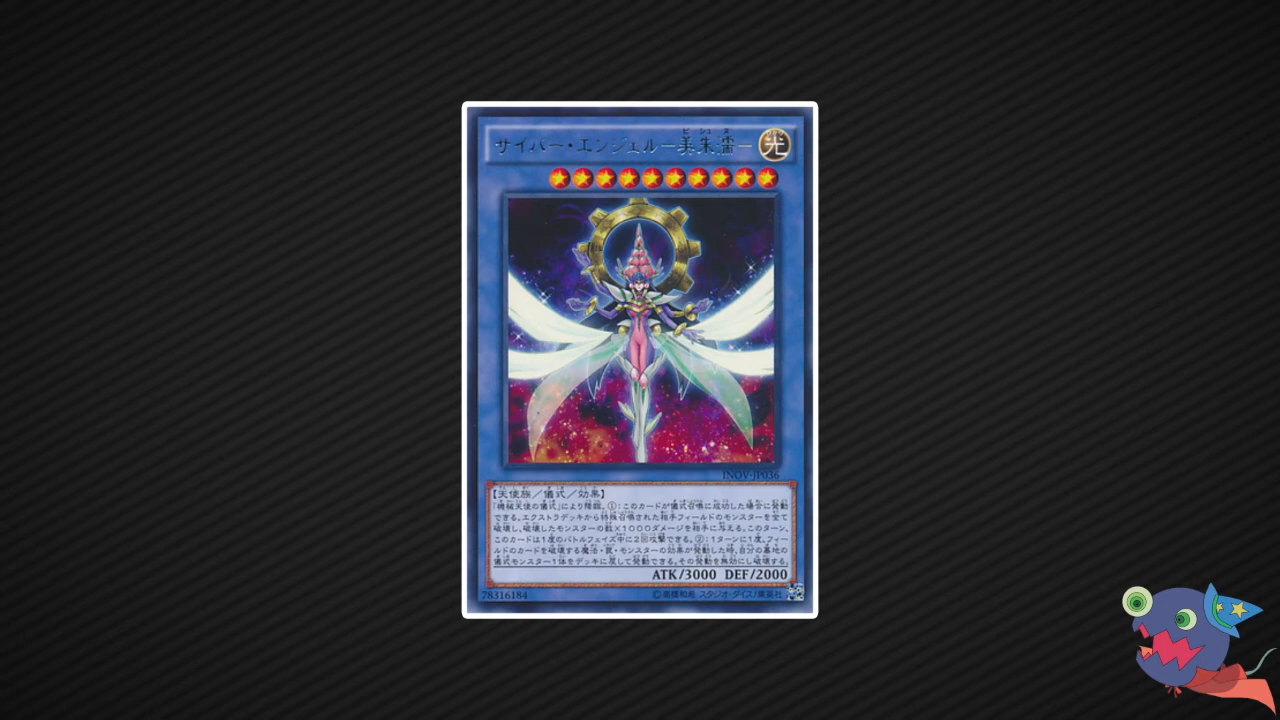 ビシュヌ
サイバー・エンジェル－美朱濡－
光
INOV-JP036
【天使族／儀式／効果】
「機械天使の儀式」により降臨。①：このカードが儀式召喚に成功した場合に発動
できる。エクストラデッキから特殊召喚された相手フィールドのモンスターを全て
破壊し、破壊したモンスターの数×1000ダメージを相手に与える。このターン、
このカードは1度のバトルフェイズ中に2回攻撃できる。②：1ターンに1度、フィー
ルドのカードを破壊する魔法・罠・モンスターの効果が発動した時、自分の墓地の
儀式モンスター1体をデッキに戻して発動できる。その発動を無効にし破壊する。
ATK/3000 DEF/2000
78316184
©高橋和希 スタジオ・ダイス/集英社